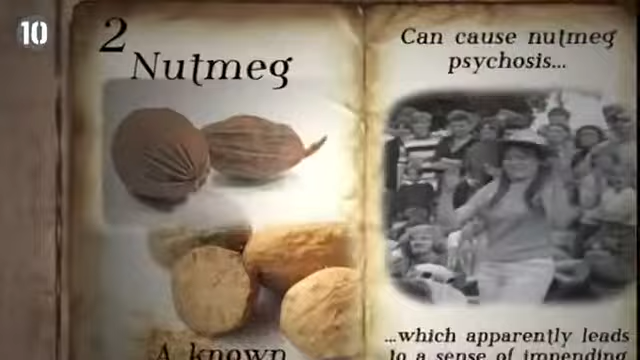 10
2
Nutmeg
A known
Can cause nutmeg
psychosis...
...which apparently leads
to a sense of impending